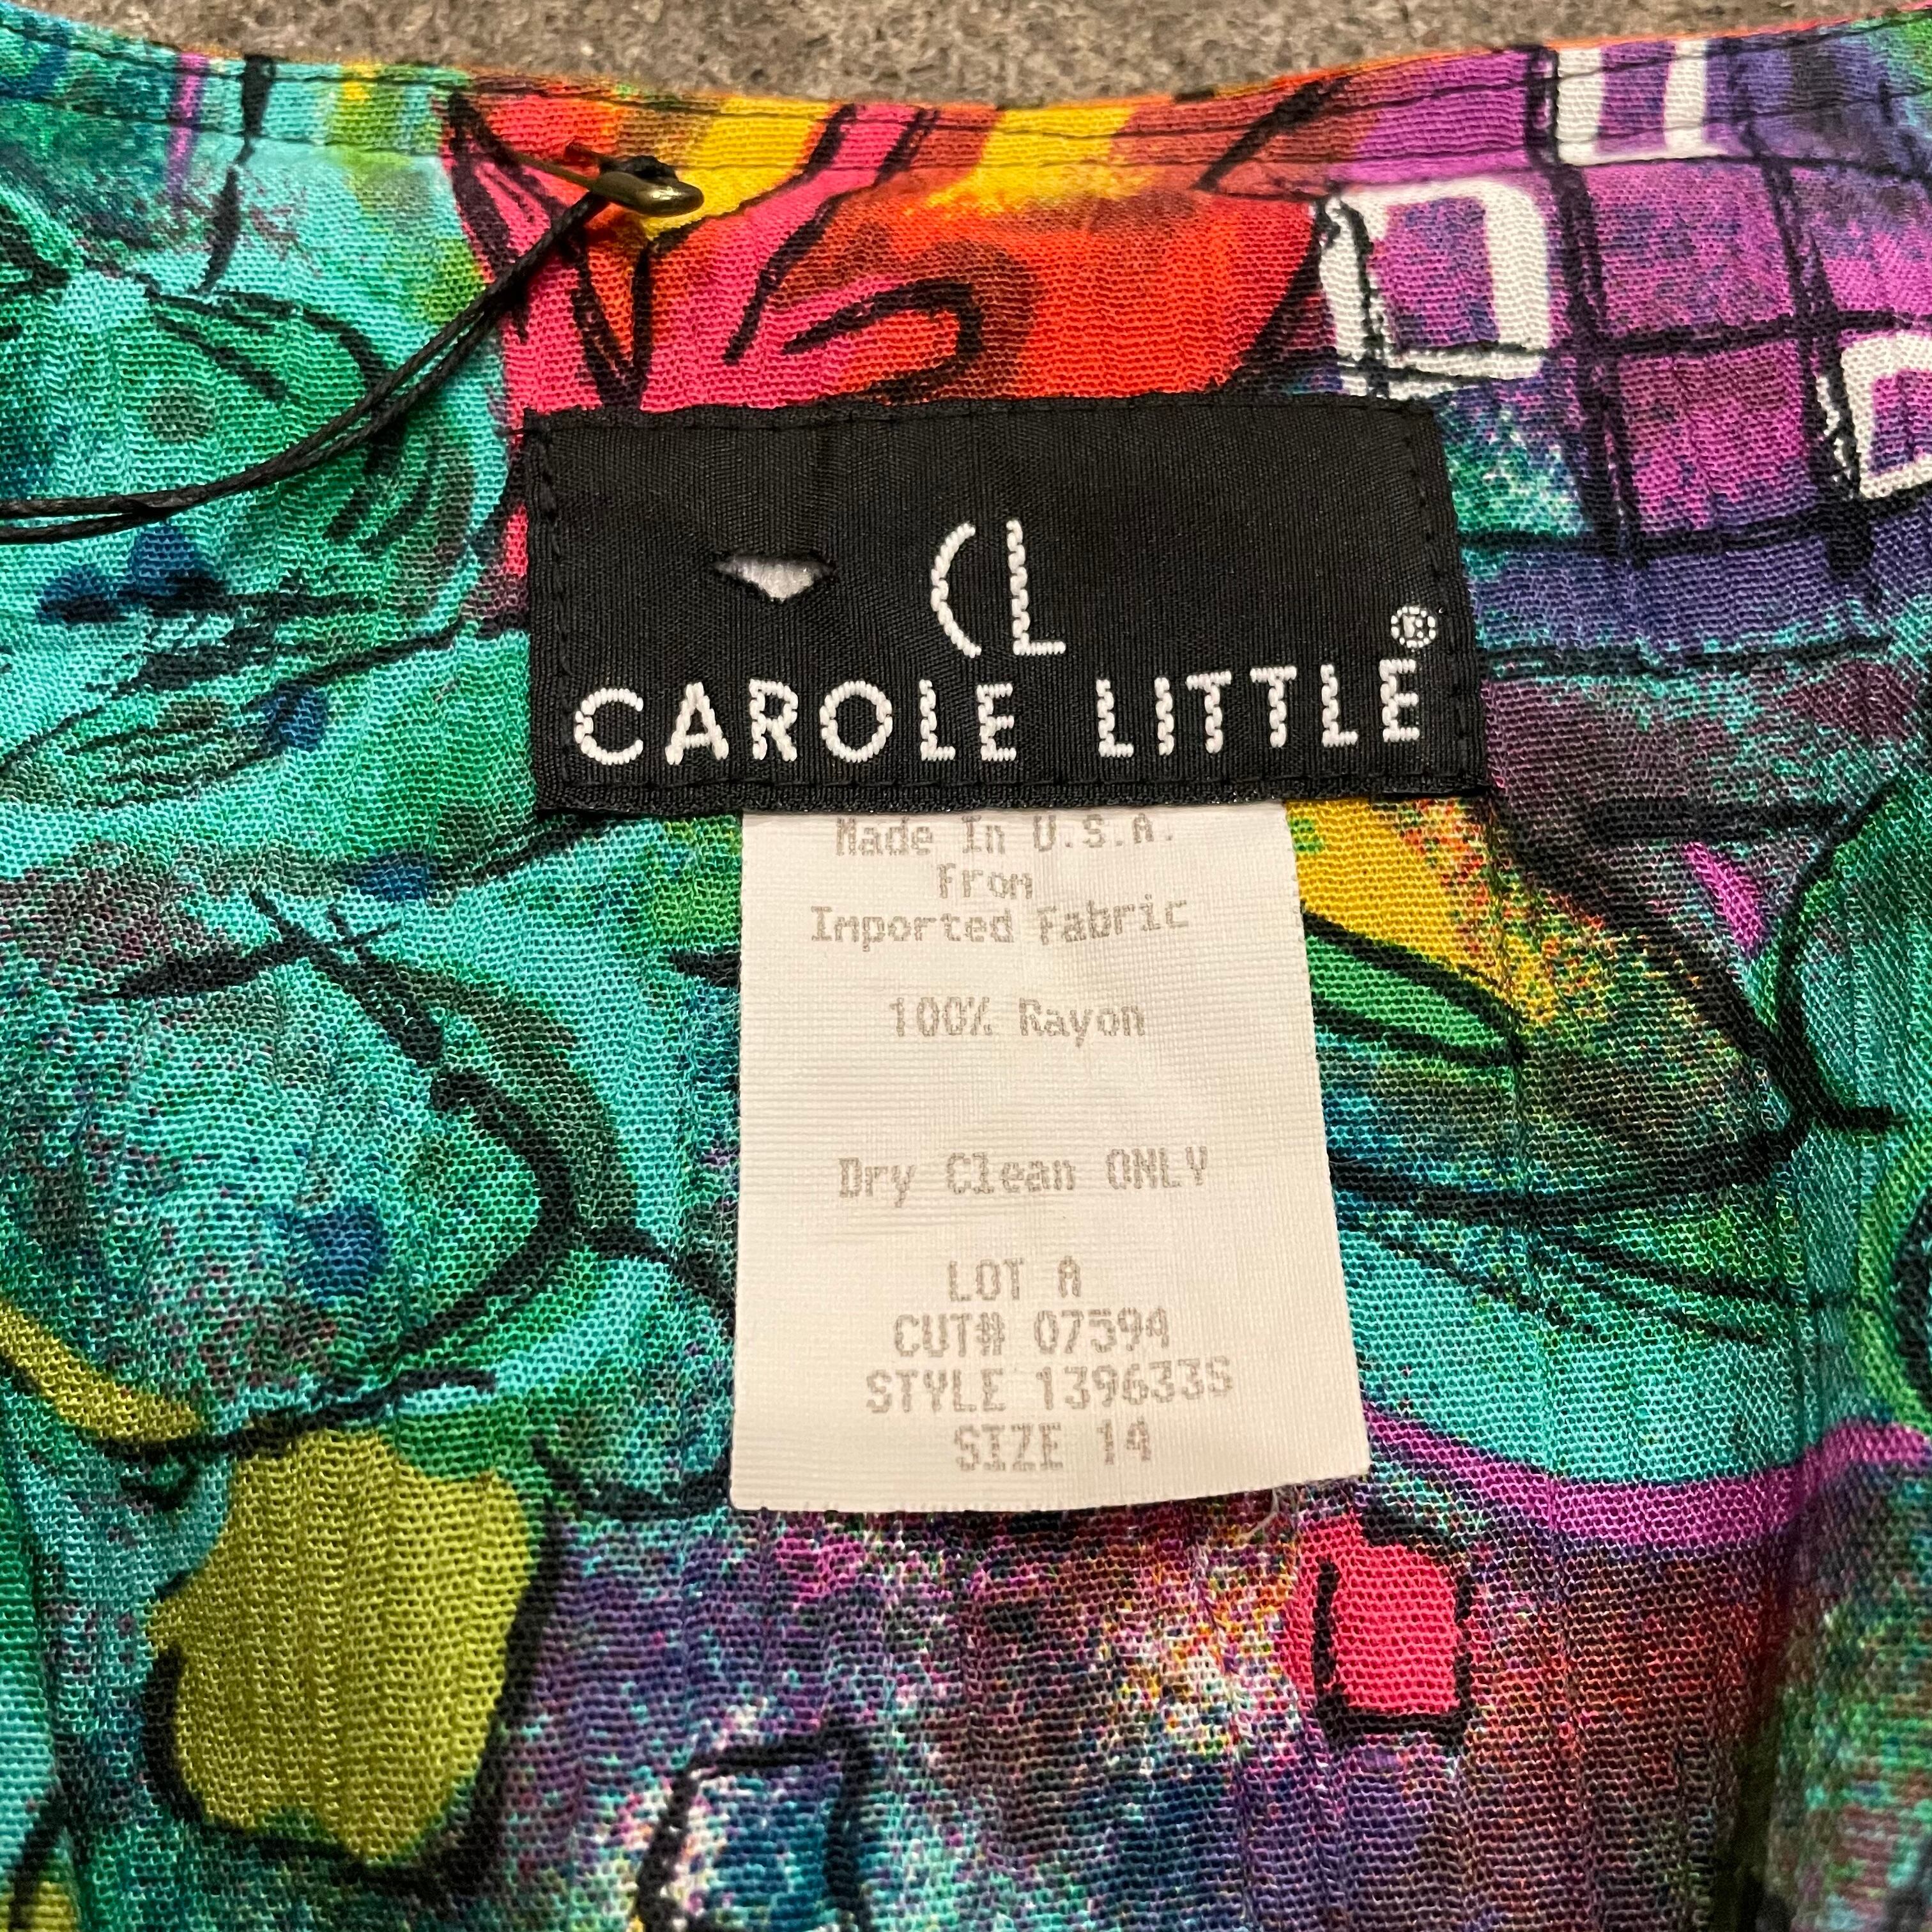 CL
CAROLE LITTLE®
Made In U.S.A.
From
Imported Fabric
100% Rayon
Dry Clean ONLY
LOT A
CUT# 07594
STYLE 139633S
SIZE 14